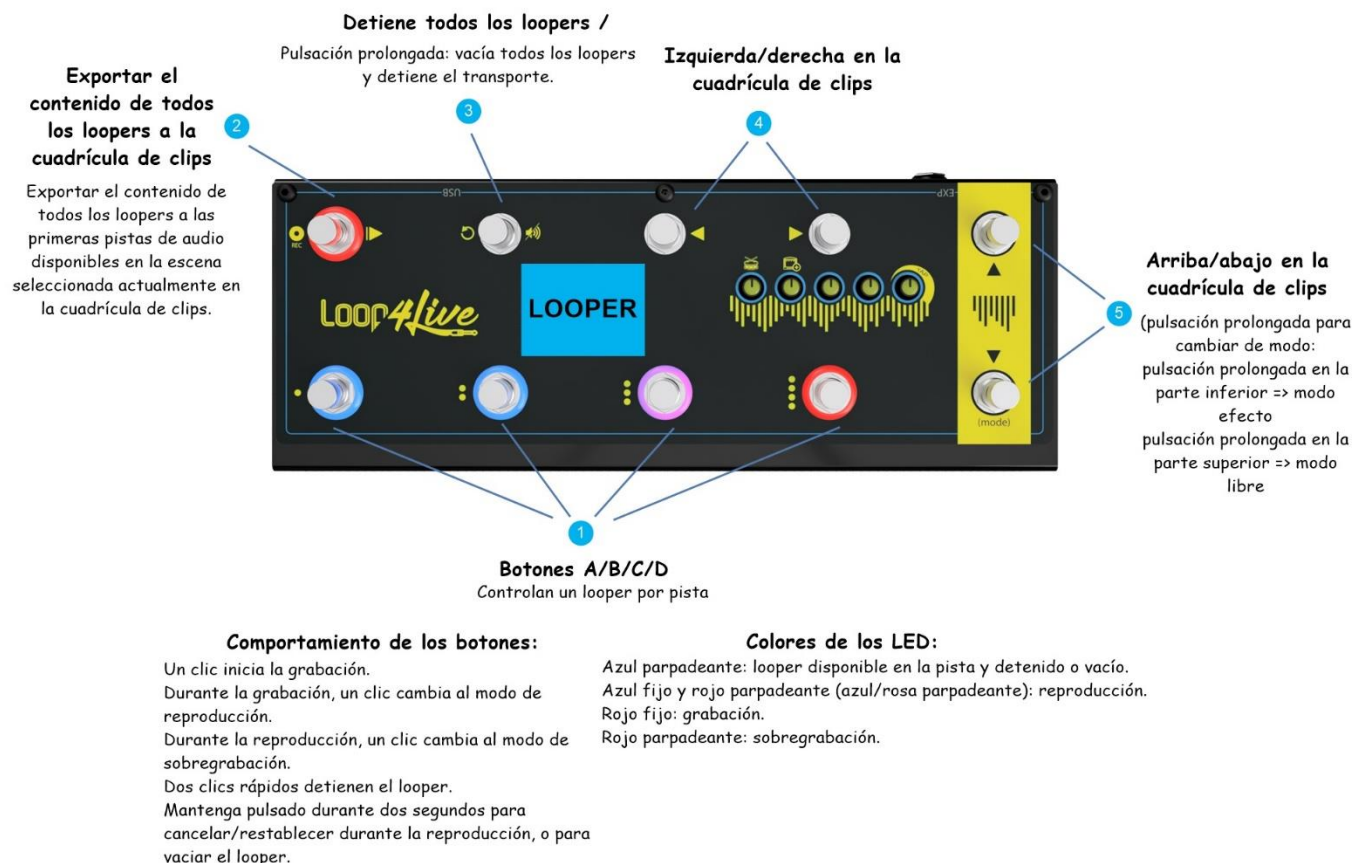 Detiene todos los loopers /
Pulsación prolongada: vacía todos los loopers
y detiene el transporte.
Izquierda/derecha en la
cuadrícula de clips
Exportar el
contenido de todos
los loopers a la
cuadrícula de clips
Exportar el contenido de
todos los loopers a las
primeras pistas de audio
disponibles en la escena
seleccionada actualmente en
la cuadrícula de clips.
2
3
4
USB
EXP
REC
Loop4Live
LOOPER
(mode)
5
Arriba/abajo en la
cuadrícula de clips
(pulsación prolongada para
cambiar de modo:
pulsación prolongada en la
parte inferior => modo
efecto
pulsación prolongada en la
parte superior => modo
libre
1
Botones A/B/C/D
Controlan un looper por pista
Comportamiento de los botones:
Un clic inicia la grabación.
Durante la grabación, un clic cambia al modo de
reproducción.
Durante la reproducción, un clic cambia al modo de
sobregrabación.
Dos clics rápidos detienen el looper.
Mantenga pulsado durante dos segundos para
cancelar/restablecer durante la reproducción, o para
vaciar el looper.
Colores de los LED:
Azul parpadeante: looper disponible en la pista y detenido o vacío.
Azul fijo y rojo parpadeante (azul/rosa parpadeante): reproducción.
Rojo fijo: grabación.
Rojo parpadeante: sobregrabación.